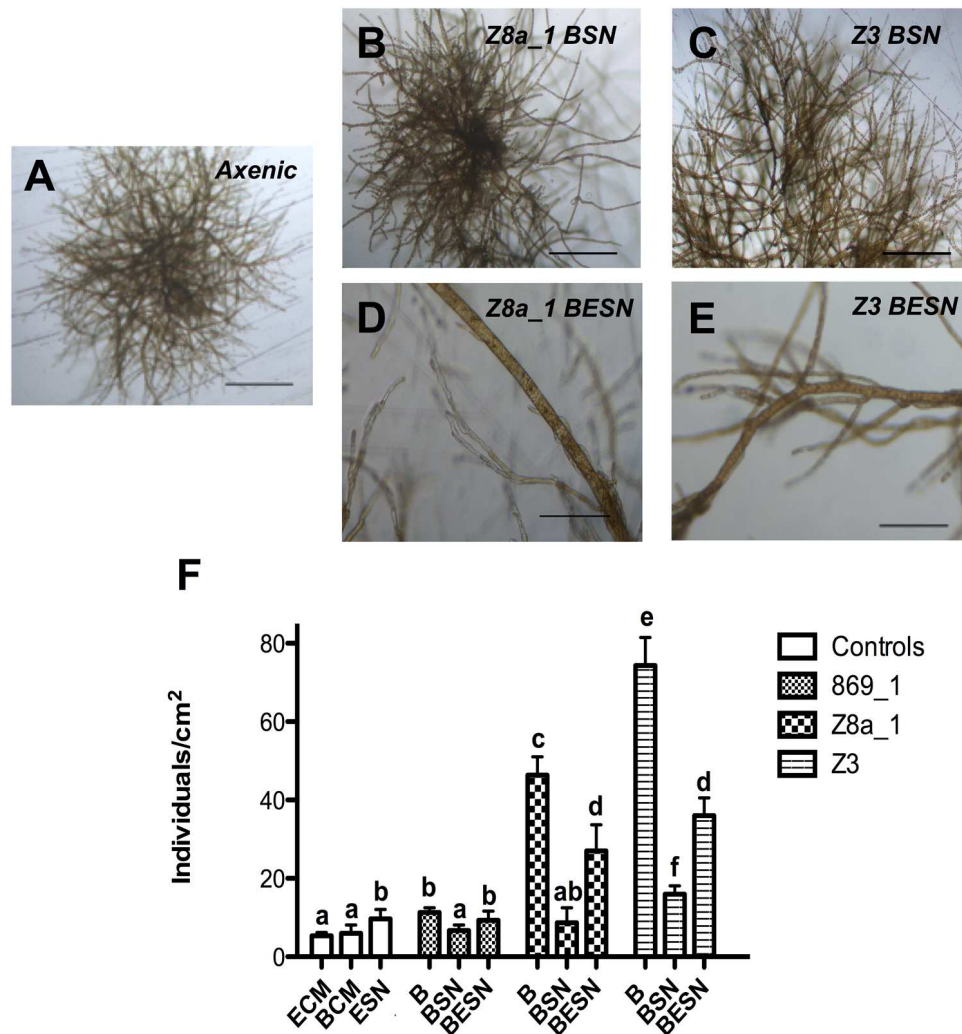 A
Axenic
B
Z8a_1 BSN
C
Z3 BSN
D
Z8a_1 BESN
E
Z3 BESN
F
Individuals/cm²
80
60
40
20
0
a a b b a b c ab d e f d
ECM BCM ESN B BSN BESN B BSN BESN B BSN BESN
Controls
869_1
Z8a_1
Z3